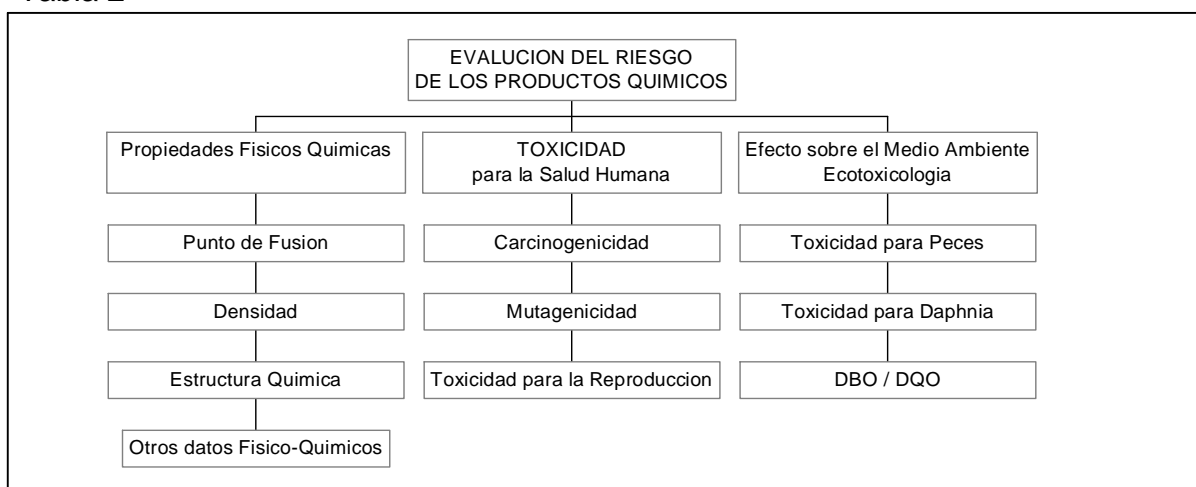 EVALUCION DEL RIESGO
DE LOS PRODUCTOS QUIMICOS
Propiedades Fisicos Quimicas
TOXICIDAD
para la Salud Humana
Efecto sobre el Medio Ambiente
Ecotoxicologia
Punto de Fusion
Carcinogenicidad
Toxicidad para Peces
Densidad
Mutagenicidad
Toxicidad para Daphnia
Estructura Quimica
Toxicidad para la Reproduccion
DBO / DQO
Otros datos Fisico-Quimicos